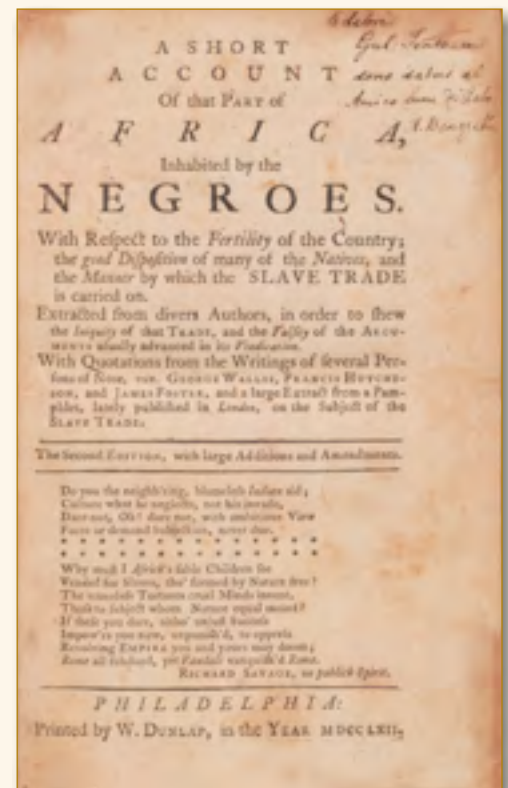 A SHORT
ACCOUNT
Of that PART of
AFRICA,
Inhabited by the
NEGROES.
With Reſpect to the Fertility of the Country;
the good Diſpoſition of many of the Natives, and
the Manner by which the SLAVE TRADE
is carried on.
Extracted from divers Authors, in order to ſhew
the Iniquity of that TRADE, and the Falſity of the ARGU-
MENTS uſually advanced in its Vindication.
With Quotations from the Writings of ſeveral Per-
ſons of Note, viz. GEORGE WALLIS, FRANCIS HUTCHE-
SON, and JAMES FOSTER, and a large Extract from a Pam-
phlet, lately publiſhed in London, on the Subject of the
SLAVE TRADE.
The Second EDITION, with large Additions and Amendments.
Do you the neighb'ring, blameleſs Indian aid;
Culture what he neglects, not his invade,
Dare not, Oh! dare not, with ambitious View
Force or demand Subjection, never due.
Why muſt I Afric's ſable Children ſee
Vended for Slaves, tho' formed by Nature free?
The nameleſs Tortures cruel Minds invent,
Thoſe to ſubject whom Nature equal meant?
If theſe you dare, unjuſt Succeſs
Impow'rs you now, unpuniſh'd, to oppreſs
Revolving EMPIRE you and yours may doom;
Rome all ſubdued, yet Vandals vanquiſh'd Rome.
RICHARD SAVAGE, on publick Spirit.
PHILADELPHIA:
Printed by W. DUNLAP, in the YEAR MDCCLXII,